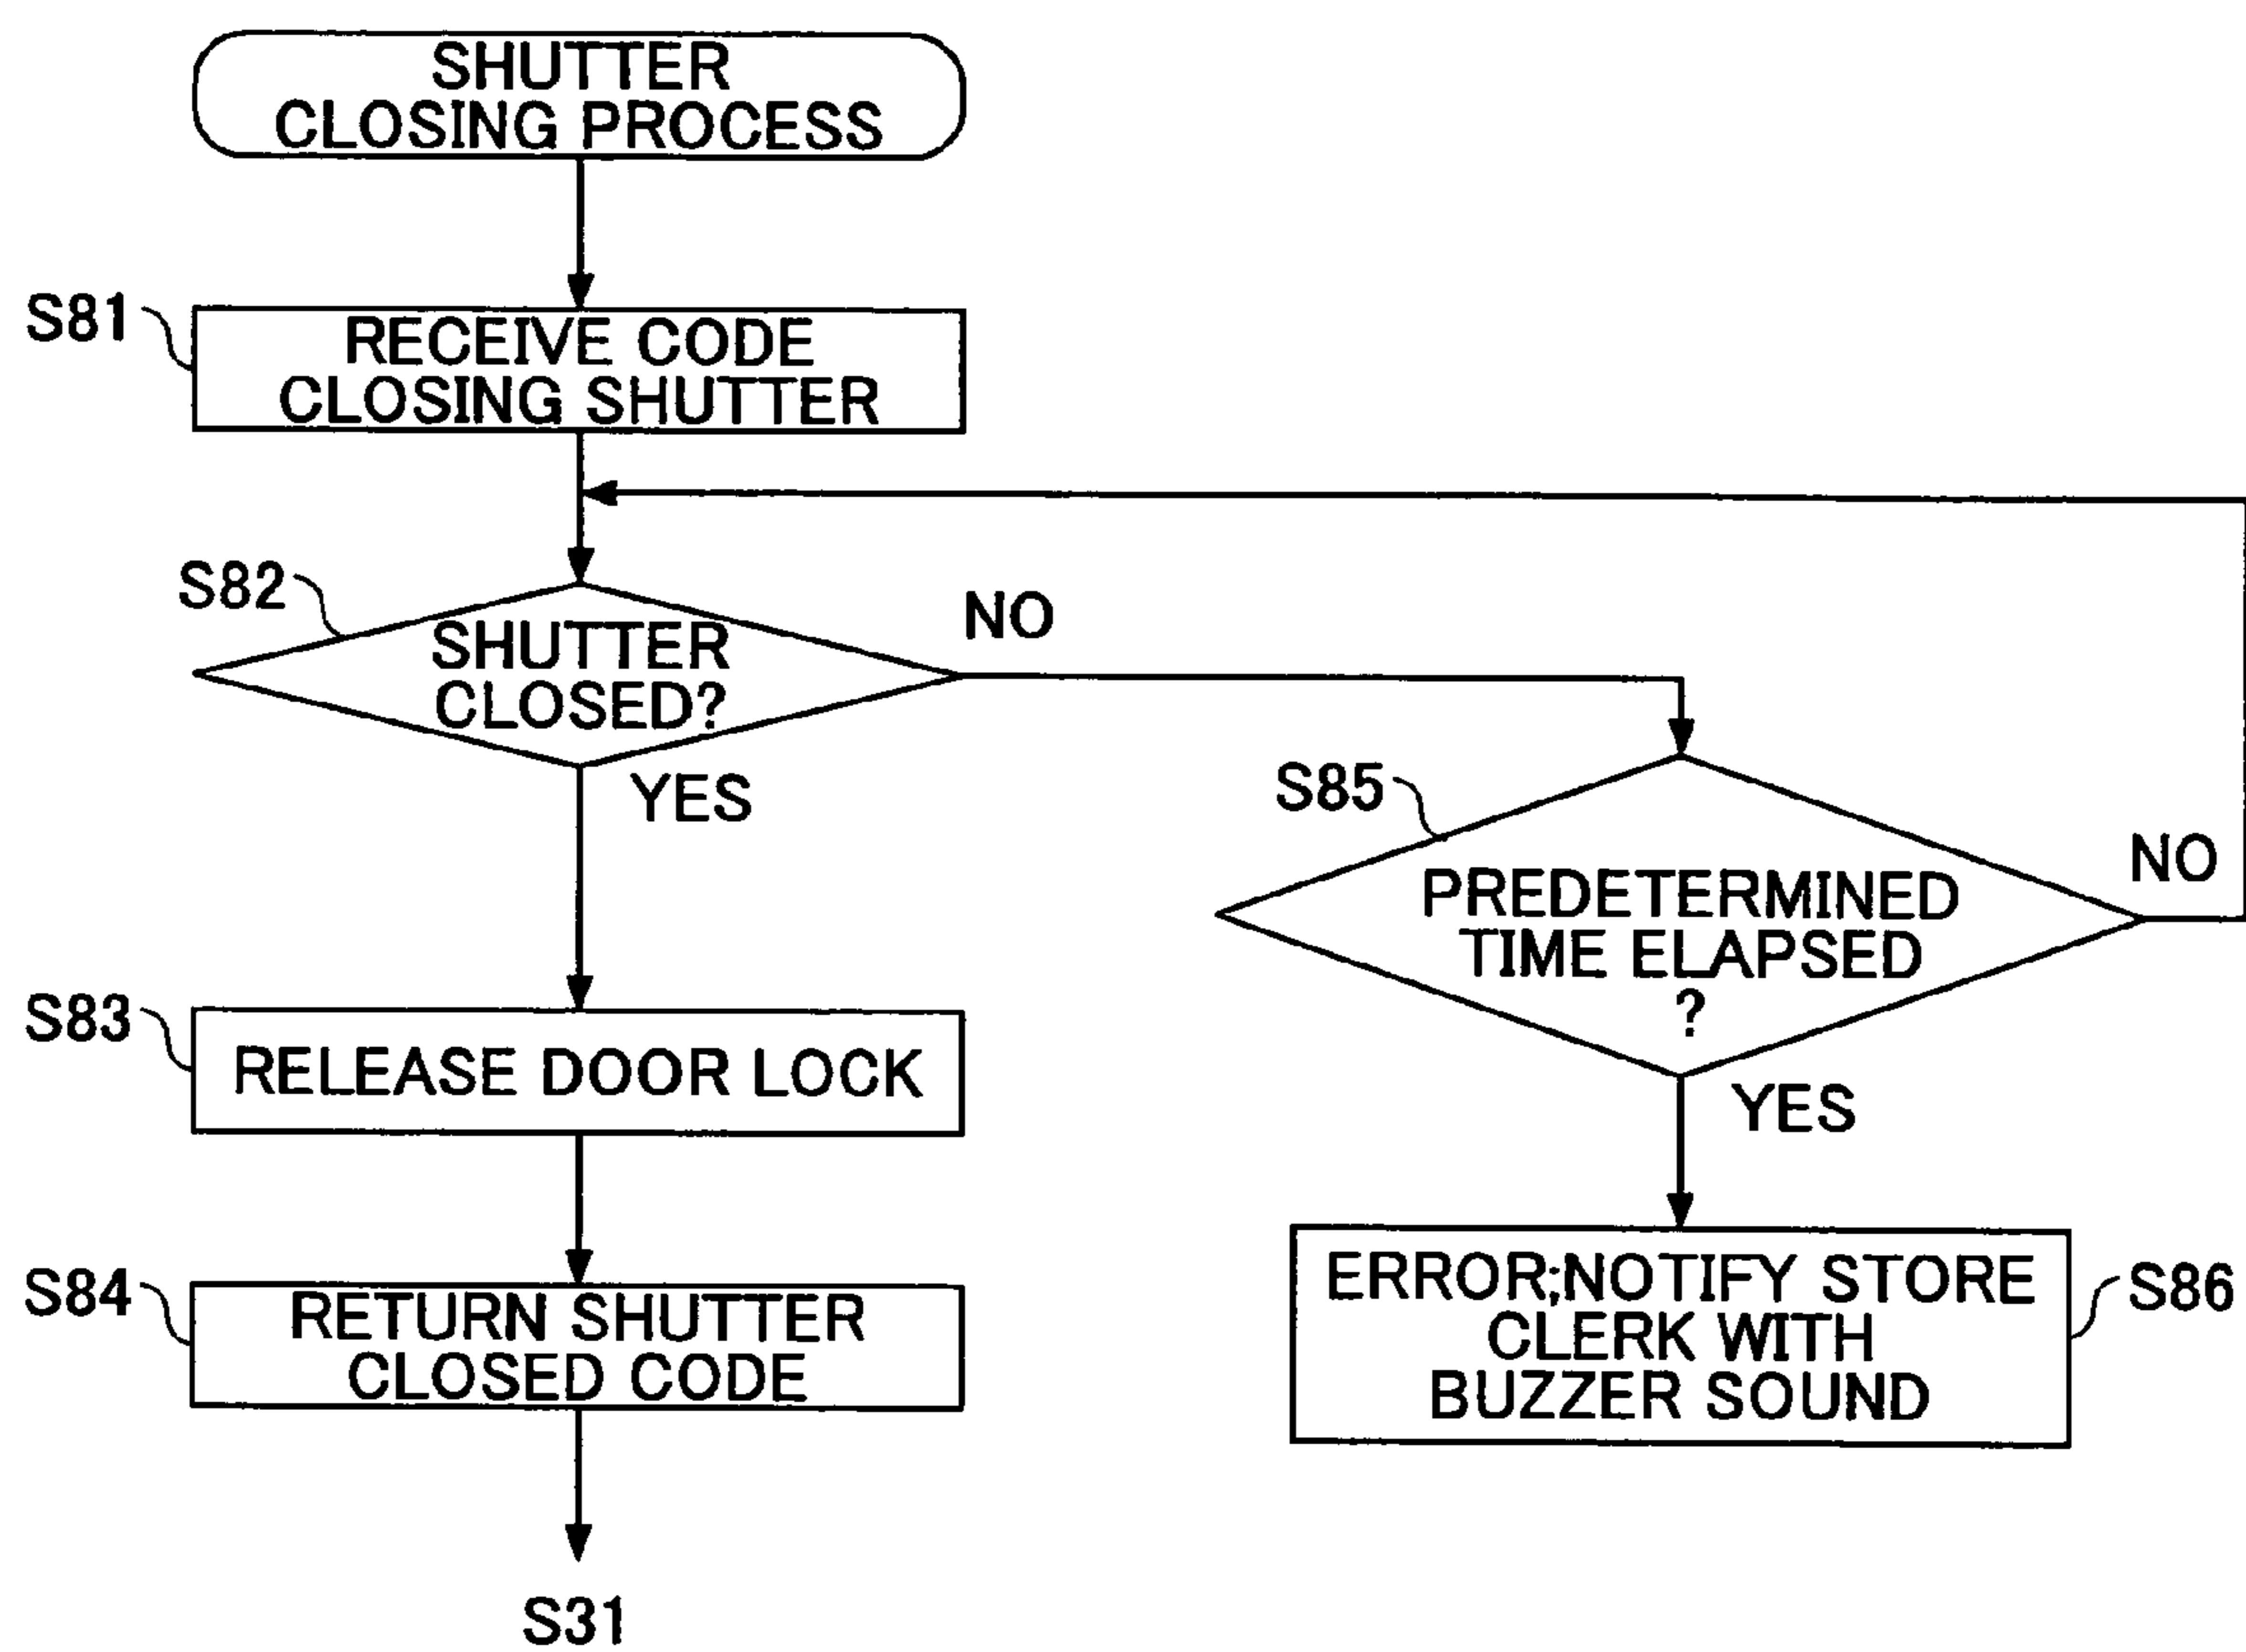 SHUTTER
CLOSING PROCESS
S81
RECEIVE CODE
CLOSING SHUTTER
S82
SHUTTER
CLOSED?
NO
YES
S85
PREDETERMINED
TIME ELAPSED
?
NO
YES
S83
RELEASE DOOR LOCK
S84
RETURN SHUTTER
CLOSED CODE
ERROR;NOTIFY STORE
CLERK WITH
BUZZER SOUND
S86
S31